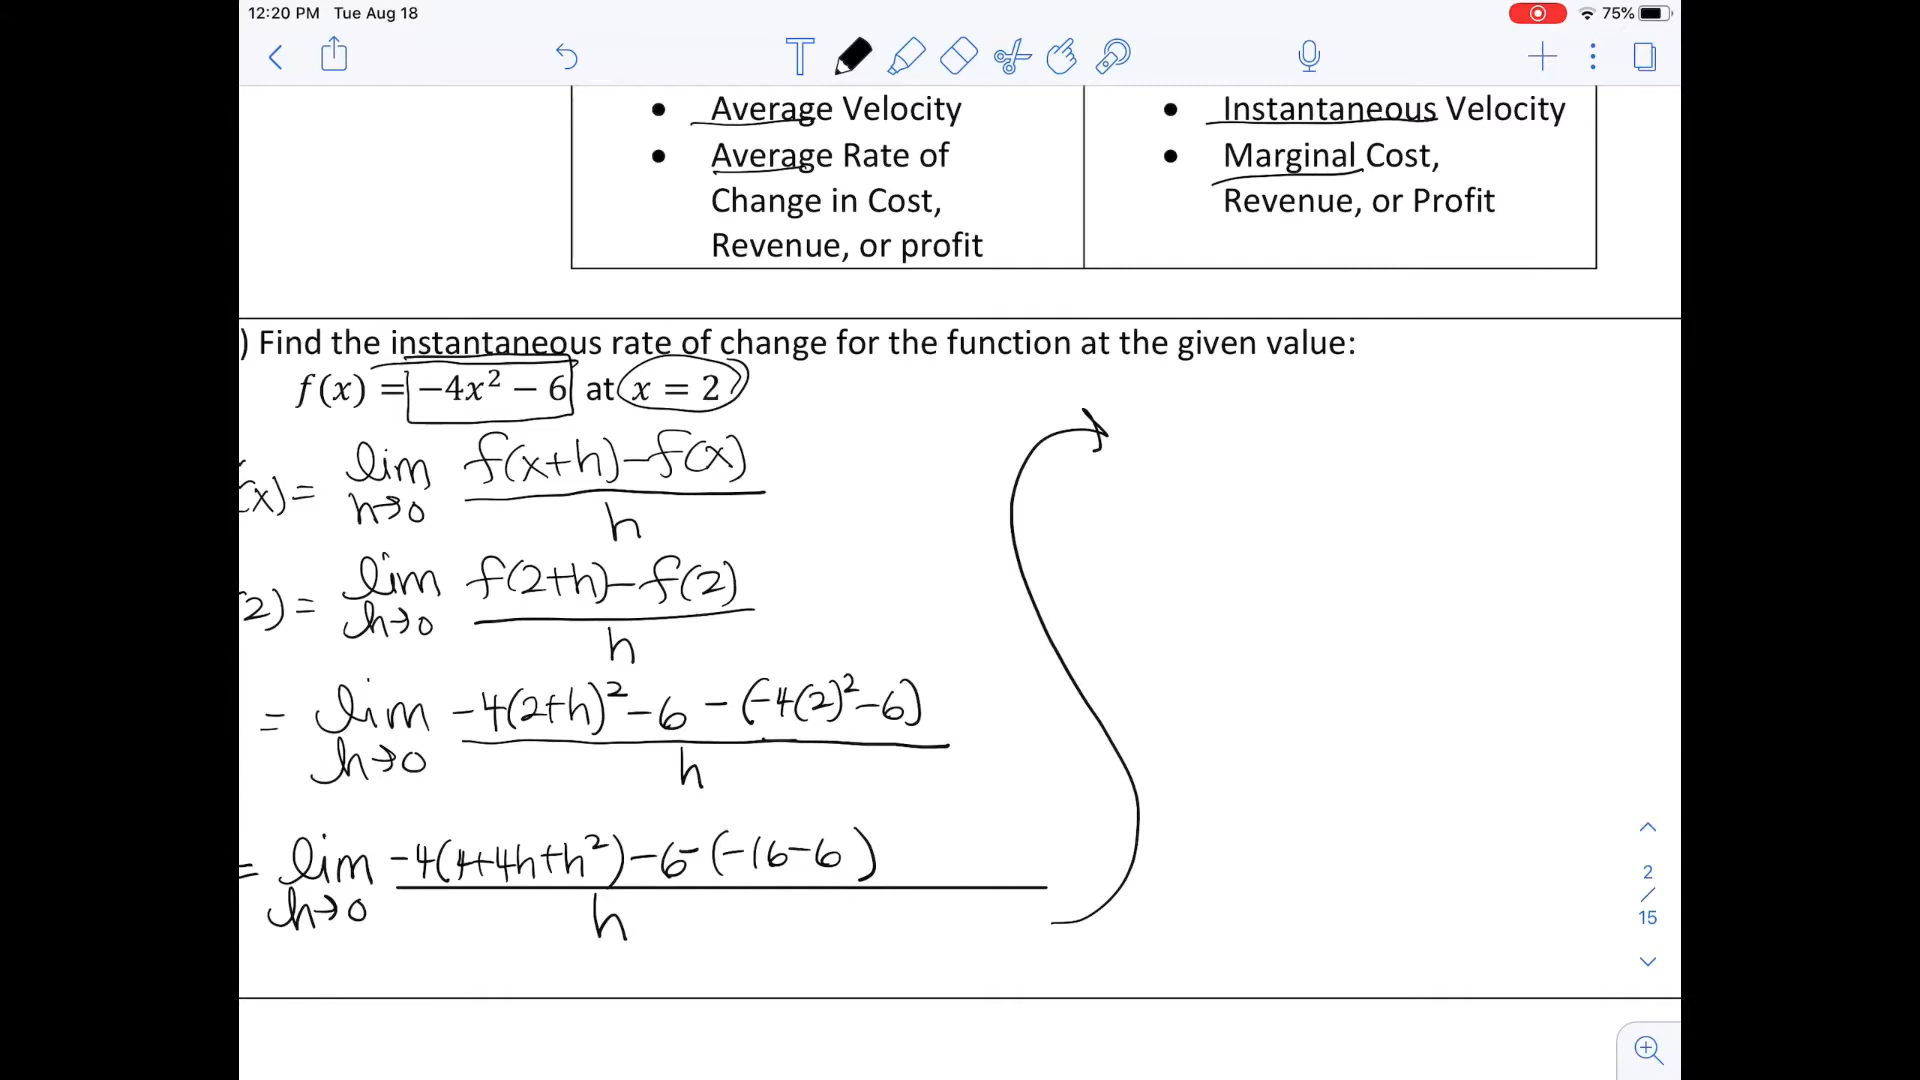 12:20 PM Tue Aug 18
75%
T
• Average Velocity
• Average Rate of
Change in Cost,
Revenue, or profit
• Instantaneous Velocity
• Marginal Cost,
Revenue, or Profit
) Find the instantaneous rate of change for the function at the given value:
f(x) = −4x² − 6 at x = 2
(x) = lim h→0 f(x+h)−f(x) / h
2) = lim h→0 f(2+h)−f(2) / h
= lim h→0 −4(2+h)²−6 − (−4(2)²−6) / h
= lim h→0 −4(4+4h+h²)−6−(−16−6) / h
2
/
15